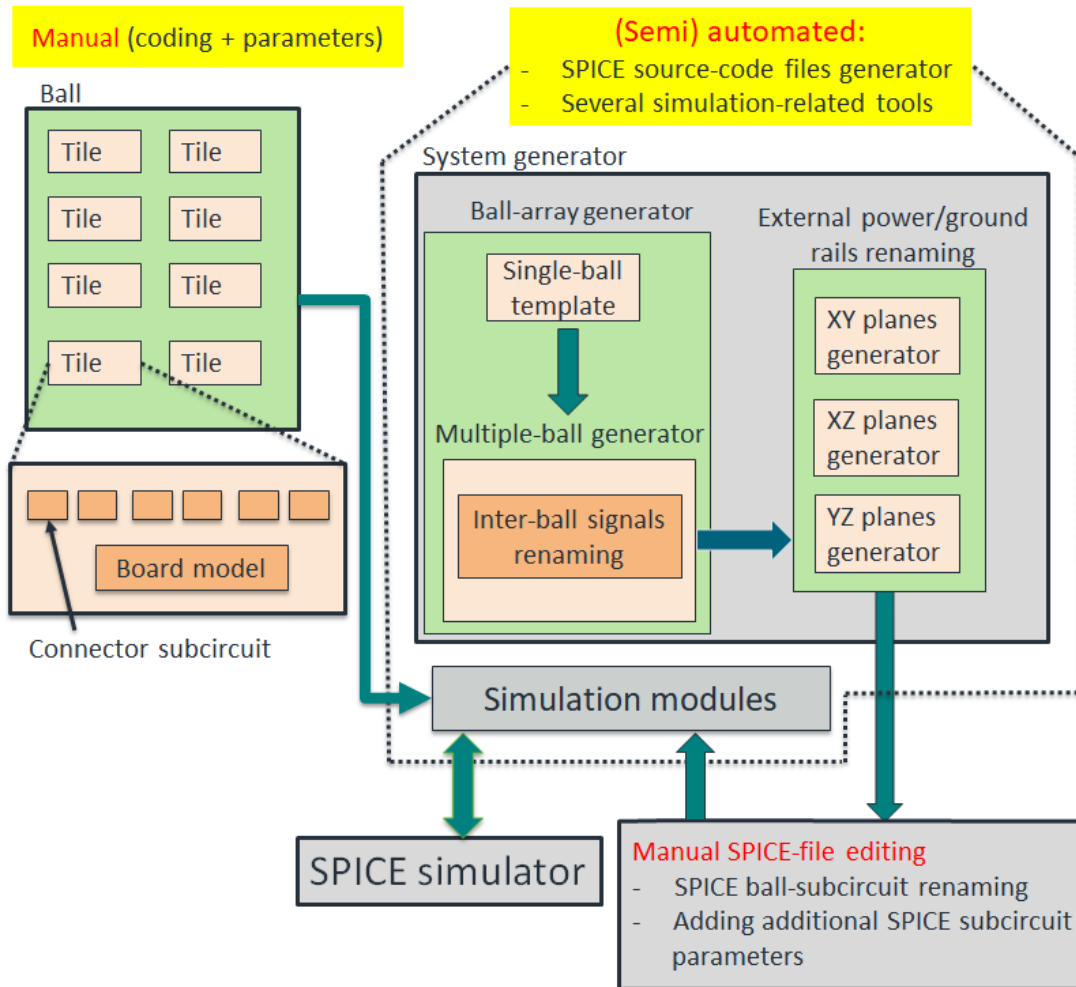 Manual (coding + parameters)
(Semi) automated:
- SPICE source-code files generator
- Several simulation-related tools
Ball
Tile
Tile
Tile
Tile
Tile
Tile
Tile
Tile
Board model
Connector subcircuit
System generator
Ball-array generator
Single-ball
template
Multiple-ball generator
Inter-ball signals
renaming
External power/ground
rails renaming
XY planes
generator
XZ planes
generator
YZ planes
generator
Simulation modules
SPICE simulator
Manual SPICE-file editing
- SPICE ball-subcircuit renaming
- Adding additional SPICE subcircuit
parameters